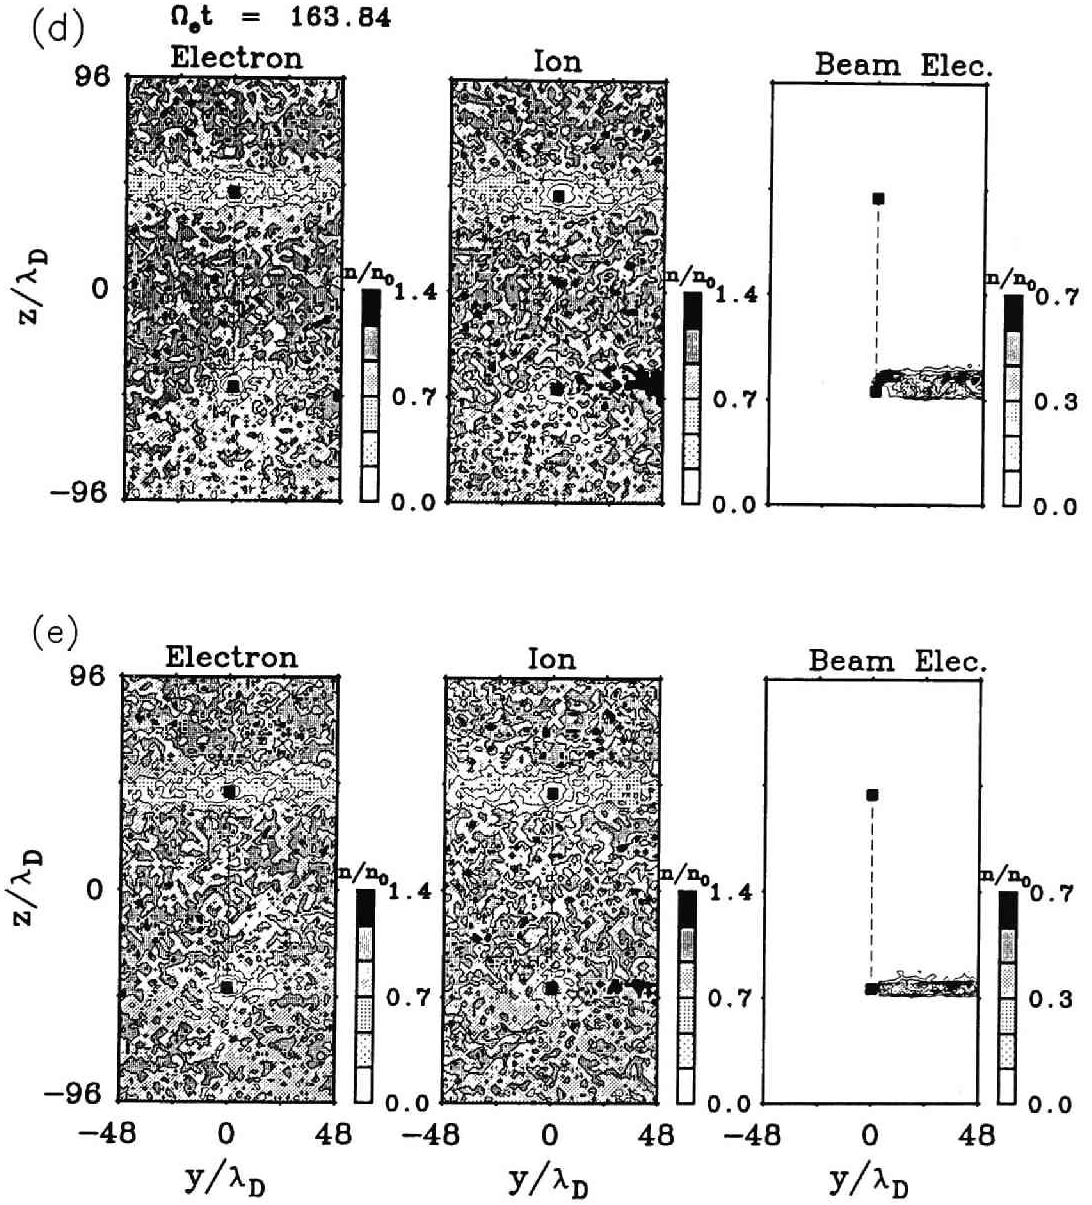 (d) Ωₑt = 163.84
Electron Ion Beam Elec.
96
z/λD
0
-96
n/n₀ 1.4 0.7 0.0
n/n₀ 1.4 0.7 0.0
n/n₀ 0.7 0.3 0.0
(e)
Electron Ion Beam Elec.
96
z/λD
0
-96
n/n₀ 1.4 0.7 0.0
n/n₀ 1.4 0.7 0.0
n/n₀ 0.7 0.3 0.0
-48 0 48 -48 0 48 -48 0 48
y/λD y/λD y/λD